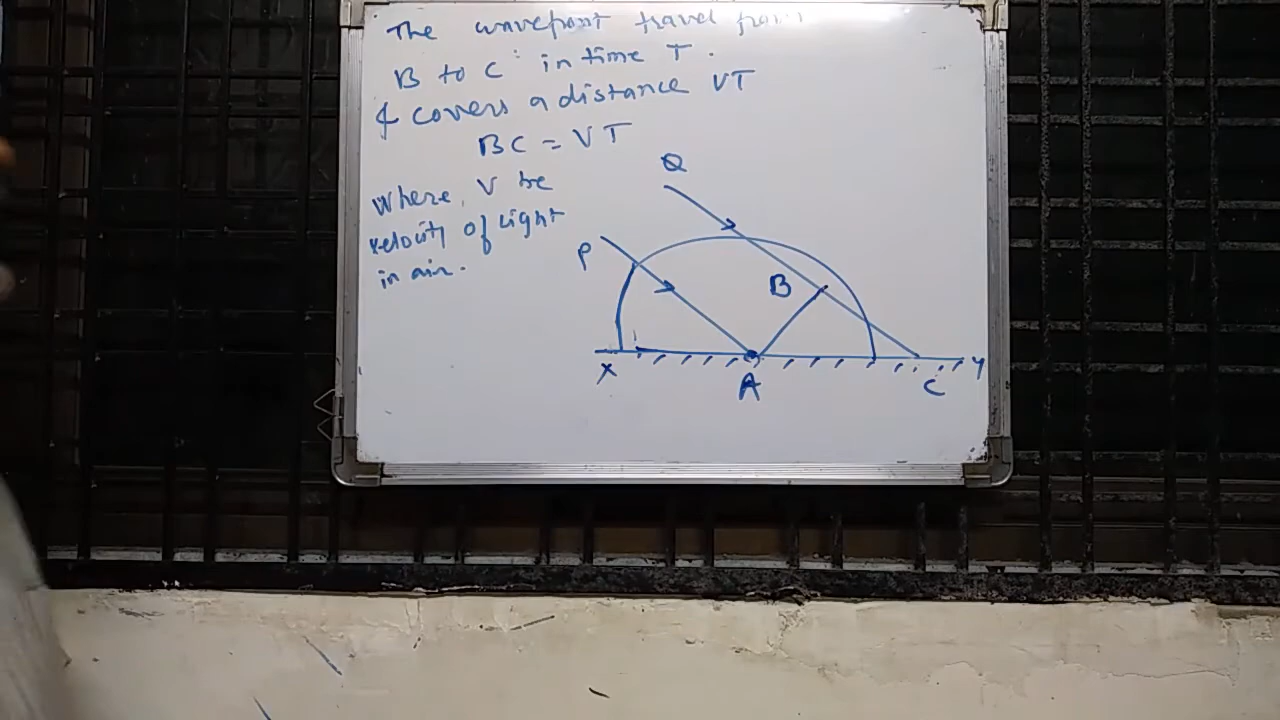 The wavefront travel from
B to C in time T.
& covers a distance VT
BC = VT
Where, V be
velocity of light
in air.
Q
P
B
X
A
C
Y